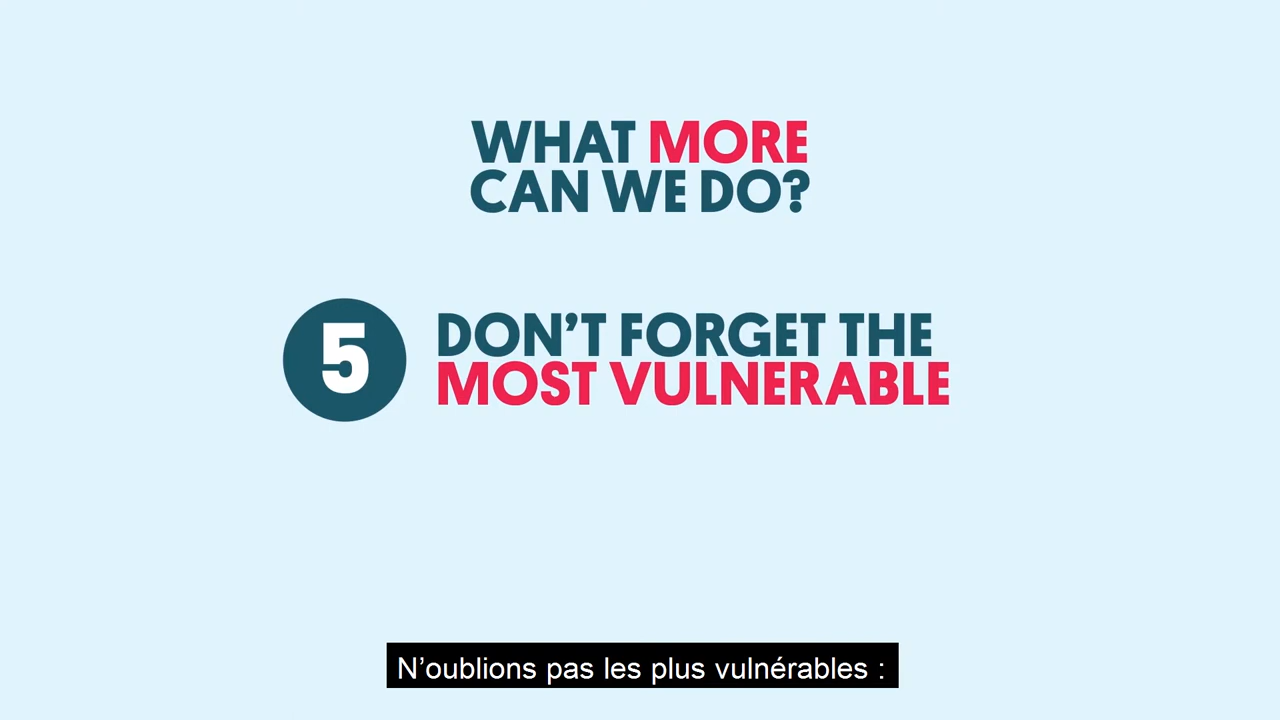 WHAT MORE
CAN WE DO?
5
DON’T FORGET THE
MOST VULNERABLE
N’oublions pas les plus vulnérables :